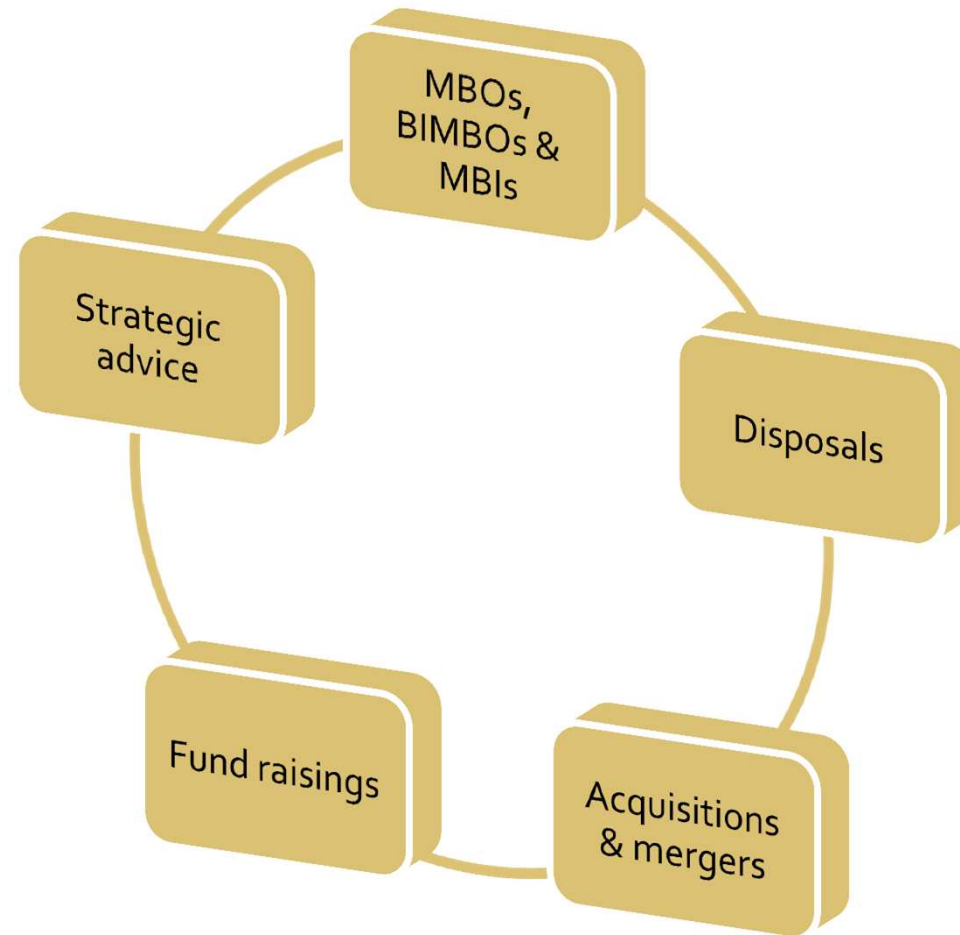 MBOs,
BIMBOs &
MBIs
Disposals
Acquisitions
& mergers
Fund raisings
Strategic
advice